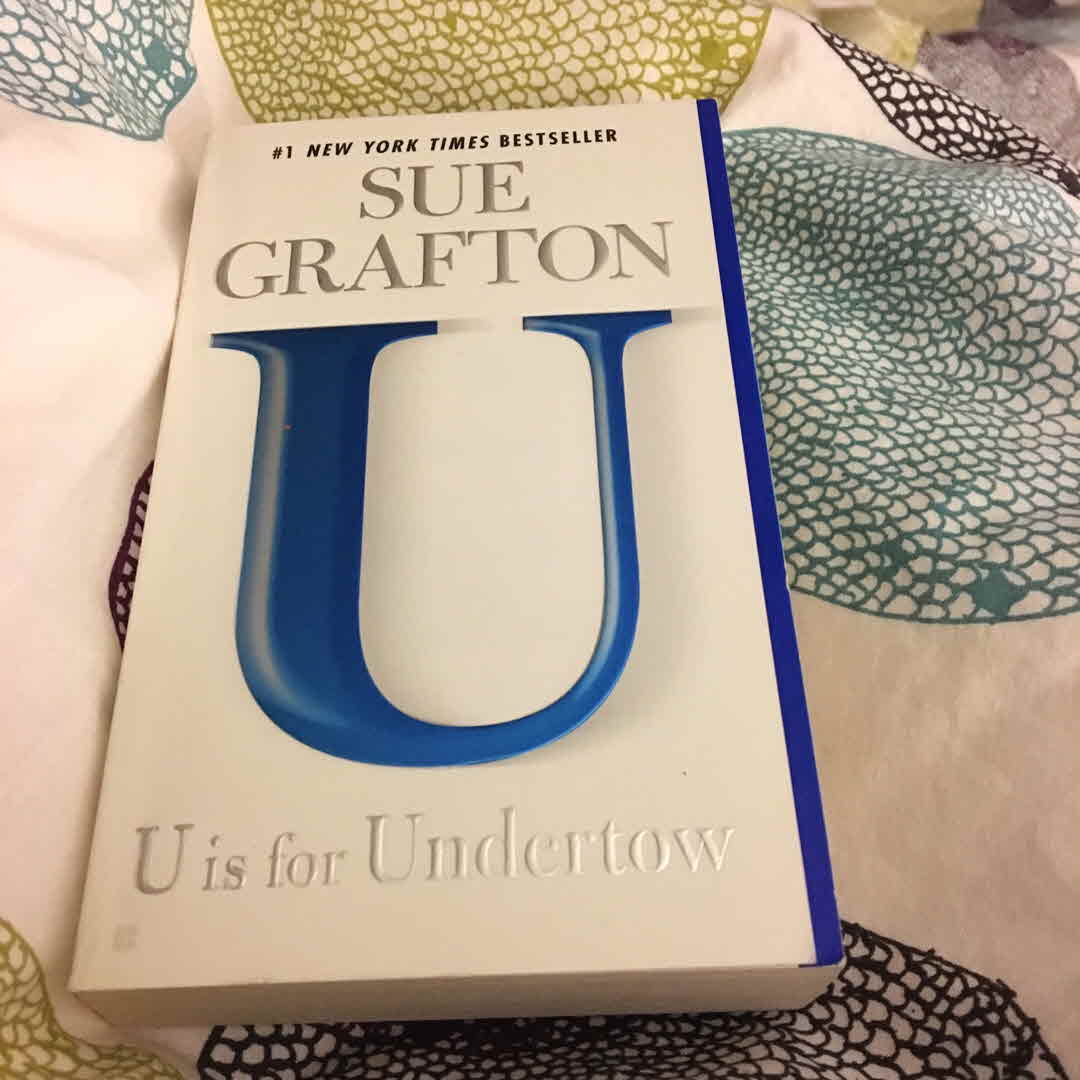 #1 NEW YORK TIMES BESTSELLER
SUE
GRAFTON
U
U is for Undertow